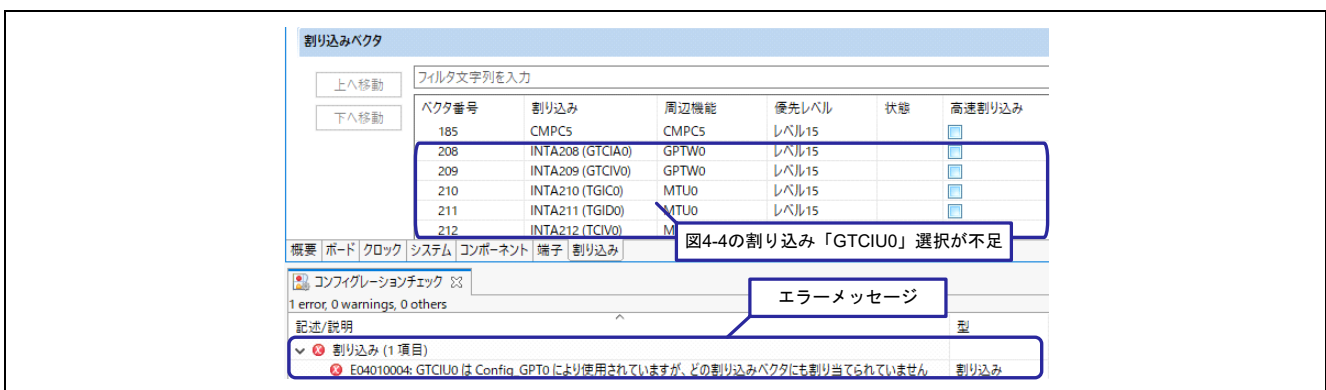 割り込みベクタ
上へ移動
下へ移動
フィルタ文字列を入力
ベクタ番号 割り込み 周辺機能 優先レベル 状態 高速割り込み
185 CMPC5 CMPC5 レベル15
208 INTA208 (GTCIA0) GPTW0 レベル15
209 INTA209 (GTCIV0) GPTW0 レベル15
210 INTA210 (TGIC0) MTU0 レベル15
211 INTA211 (TGID0) MTU0 レベル15
212 INTA212 (TCIV0) M
図4-4の割り込み「GTCIU0」選択が不足
概要 ボード クロック システム コンポーネント 端子 割り込み
コンフィグレーションチェック
1 error, 0 warnings, 0 others
エラーメッセージ
記述/説明 型
割り込み (1 項目)
E04010004: GTCIU0 は Config_GPT0 により使用されていますが、どの割り込みベクタにも割り当てられていません 割り込み